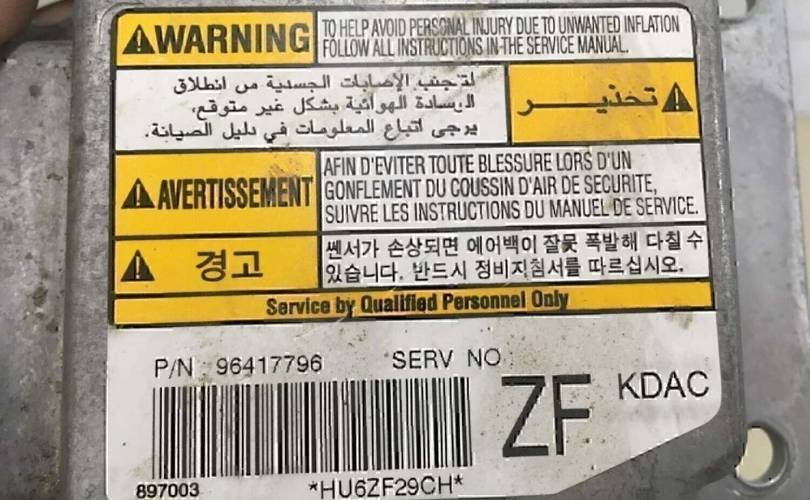 WARNING
TO HELP AVOID PERSONAL INJURY DUE TO UNWANTED INFLATION
FOLLOW ALL INSTRUCTIONS IN THE SERVICE MANUAL.
تحذيـــر
لتجنب الإصابات الجسدية من انطلاق
الوسادة الهوائية بشكل غير متوقع،
يرجى اتباع المعلومات في دليل الصيانة.
AVERTISSEMENT
AFIN D'EVITER TOUTE BLESSURE LORS D'UN
GONFLEMENT DU COUSSIN D'AIR DE SECURITE,
SUIVRE LES INSTRUCTIONS DU MANUEL DE SERVICE.
경고
쎈서가 손상되면 에어백이 잘못 폭발해 다칠 수
있습니다. 반드시 정비지침서를 따르십시오.
Service by Qualified Personnel Only
P/N 96417796 SERV NO
ZF KDAC
897003 *HU6ZF29CH*